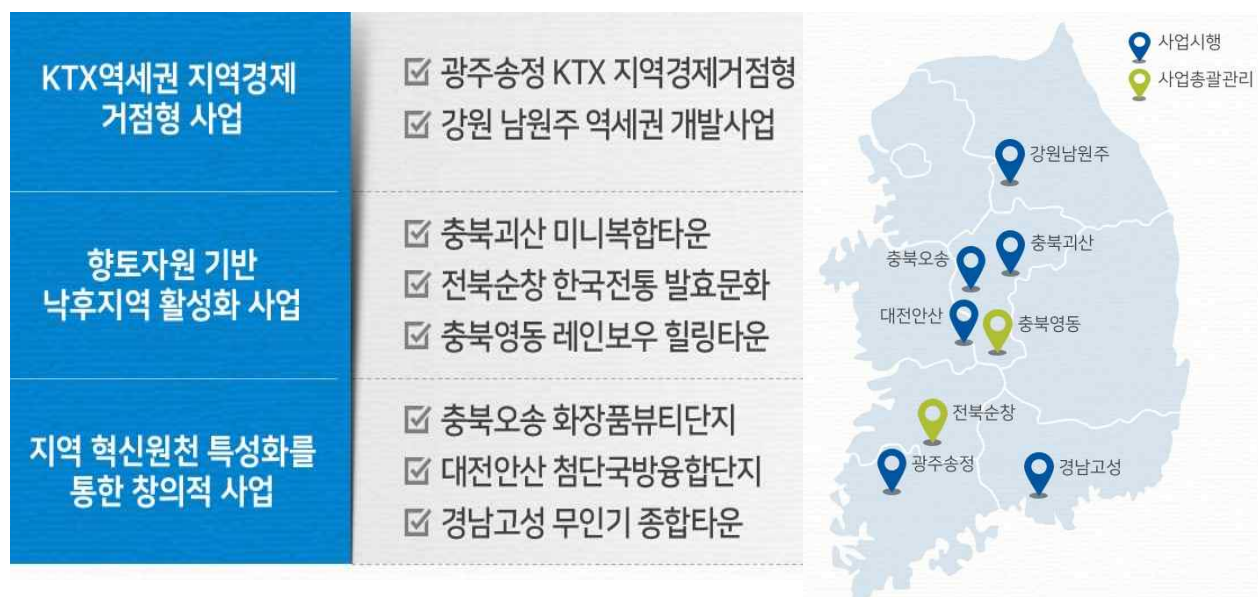 KTX역세권 지역경제
거점형 사업
광주송정 KTX 지역경제거점형
강원 남원주 역세권 개발사업
향토자원 기반
낙후지역 활성화 사업
충북괴산 미니복합타운
전북순창 한국전통 발효문화
충북영동 레인보우 힐링타운
지역 혁신원천 특성화를
통한 창의적 사업
충북오송 화장품뷰티단지
대전안산 첨단국방융합단지
경남고성 무인기 종합타운
사업시행
사업총괄관리
강원남원주
충북괴산
충북오송
대전안산
충북영동
전북순창
광주송정
경남고성